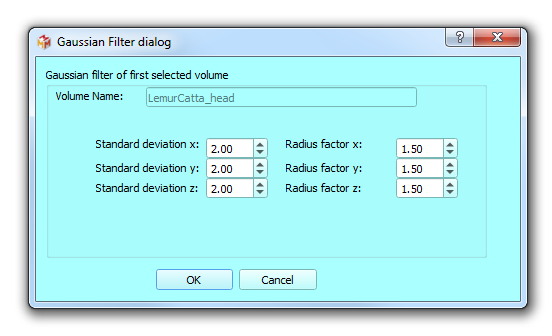 Gaussian Filter dialog
Gaussian filter of first selected volume
Volume Name: LemurCatta_head
Standard deviation x: 2.00 Radius factor x: 1.50
Standard deviation y: 2.00 Radius factor y: 1.50
Standard deviation z: 2.00 Radius factor z: 1.50
OK Cancel